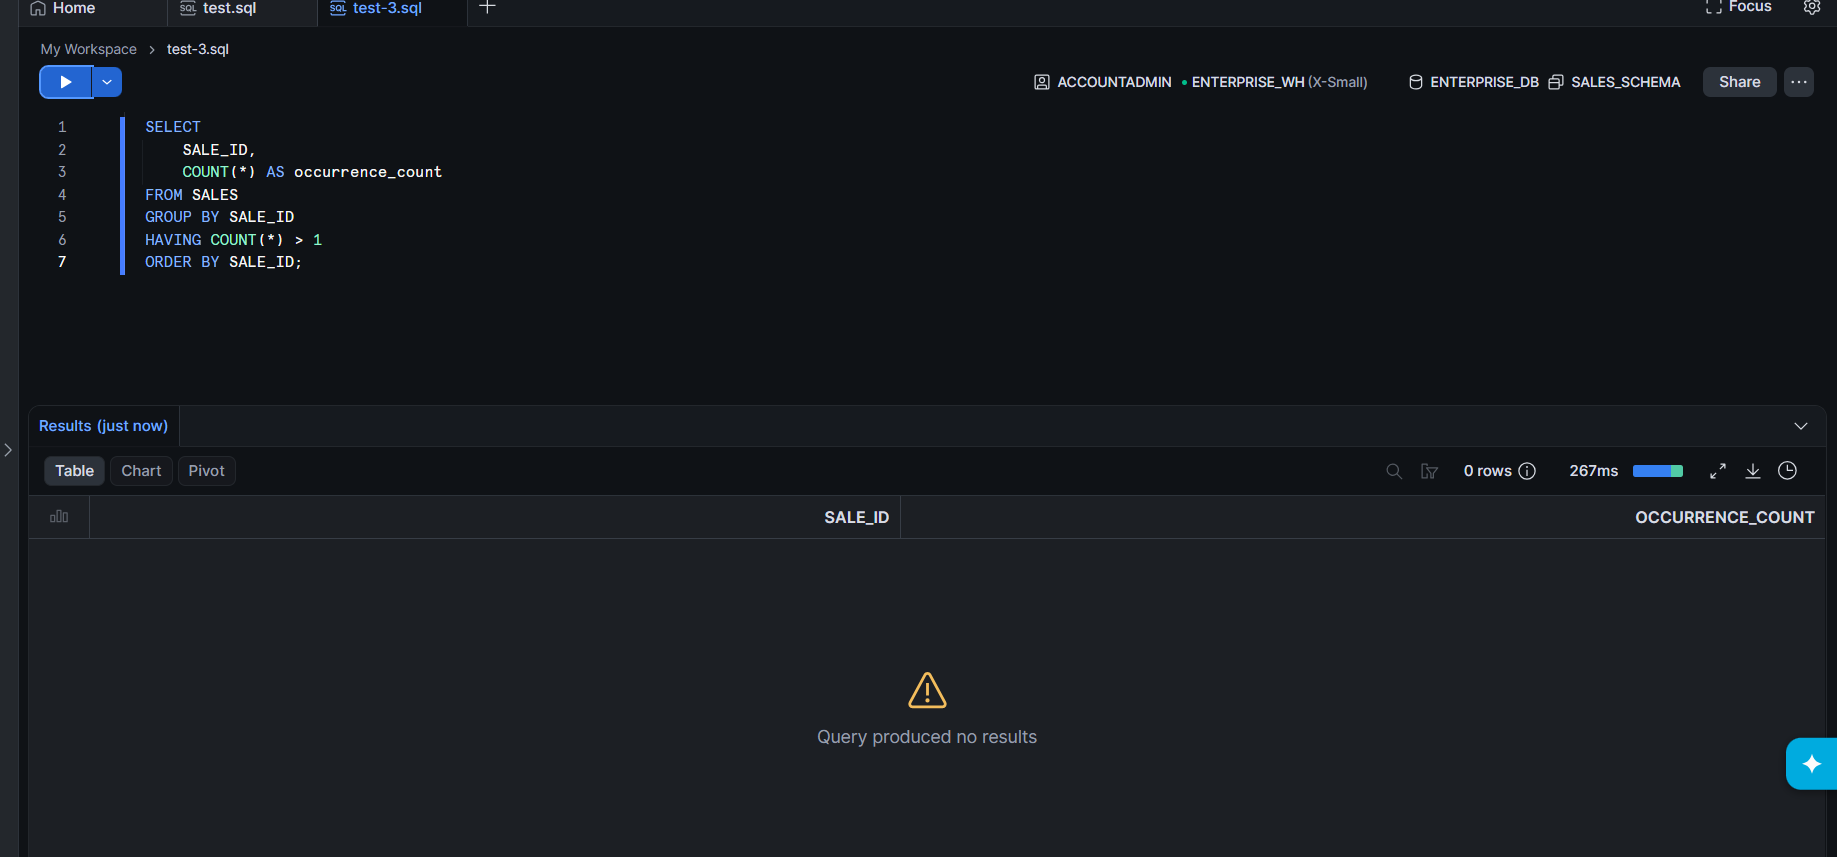 Home
SQL test.sql
SQL test-3.sql
Focus
My Workspace > test-3.sql
ACCOUNTADMIN • ENTERPRISE_WH (X-Small) ENTERPRISE_DB SALES_SCHEMA Share ...
1 SELECT
2 SALE_ID,
3 COUNT(*) AS occurrence_count
4 FROM SALES
5 GROUP BY SALE_ID
6 HAVING COUNT(*) > 1
7 ORDER BY SALE_ID;
Results (just now)
Table Chart Pivot 0 rows 267ms
SALE_ID OCCURRENCE_COUNT
Query produced no results